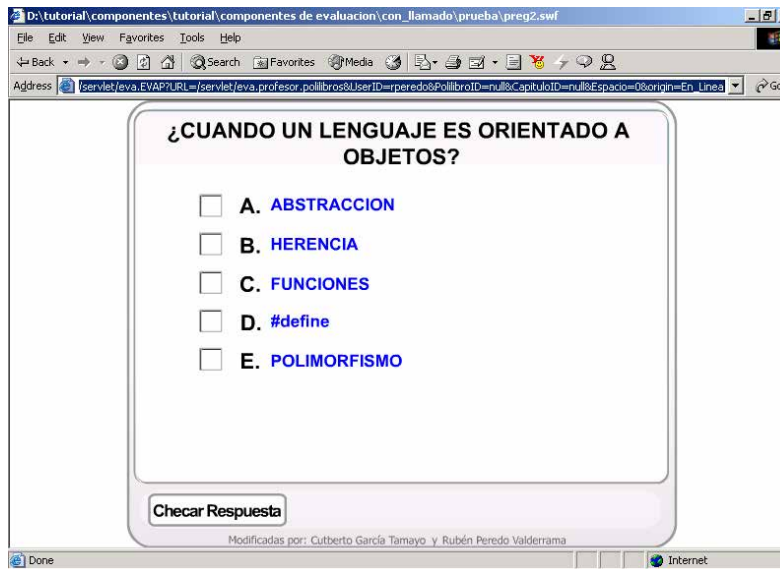 D:\tutorial\componentes\tutorial\componentes de evaluacion\con_llamado\prueba\preg2.swf
File Edit View Favorites Tools Help
Back Search Favorites Media
Address /servlet/eva.EVAP?URL=/servlet/eva.profesor.polilibros&UserID=rperedo&PolilibroID=null&CapituloID=null&Espacio=0&origin=En_Linea Go
¿CUANDO UN LENGUAJE ES ORIENTADO A
OBJETOS?
A. ABSTRACCION
B. HERENCIA
C. FUNCIONES
D. #define
E. POLIMORFISMO
Checar Respuesta
Modificadas por: Cutberto García Tamayo y Rubén Peredo Valderrama
Done Internet